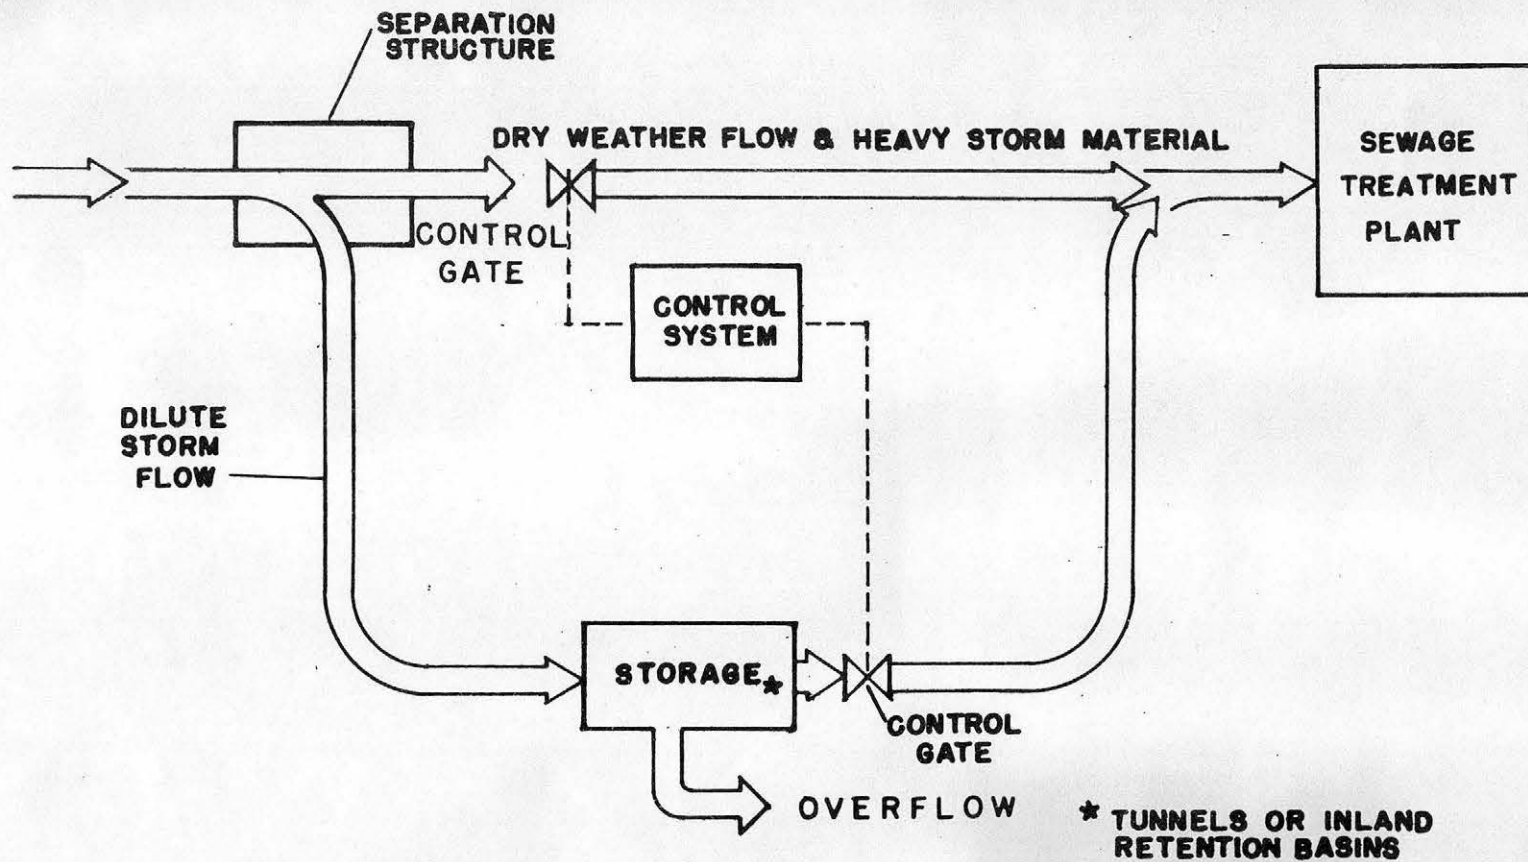 SEPARATION
STRUCTURE
DRY WEATHER FLOW & HEAVY STORM MATERIAL
SEWAGE
TREATMENT
PLANT
CONTROL
GATE
CONTROL
SYSTEM
DILUTE
STORM
FLOW
STORAGE*
CONTROL
GATE
OVERFLOW
* TUNNELS OR INLAND
RETENTION BASINS